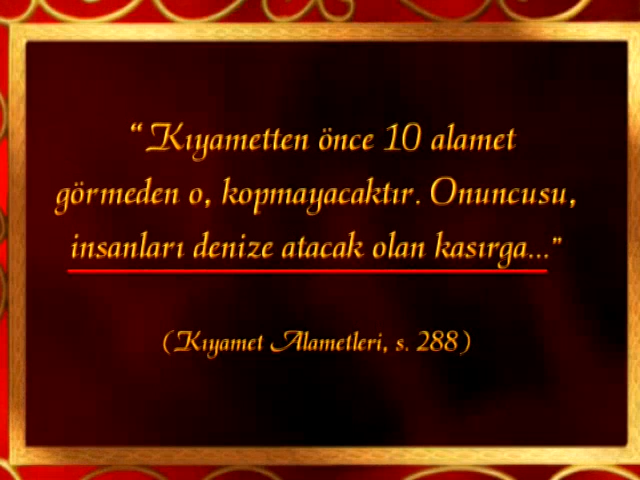 “Kıyametten önce 10 alamet
görmeden o, kopmayacaktır. Onuncusu,
insanları denize atacak olan kasırga...”
(Kıyamet Alametleri, s. 288)